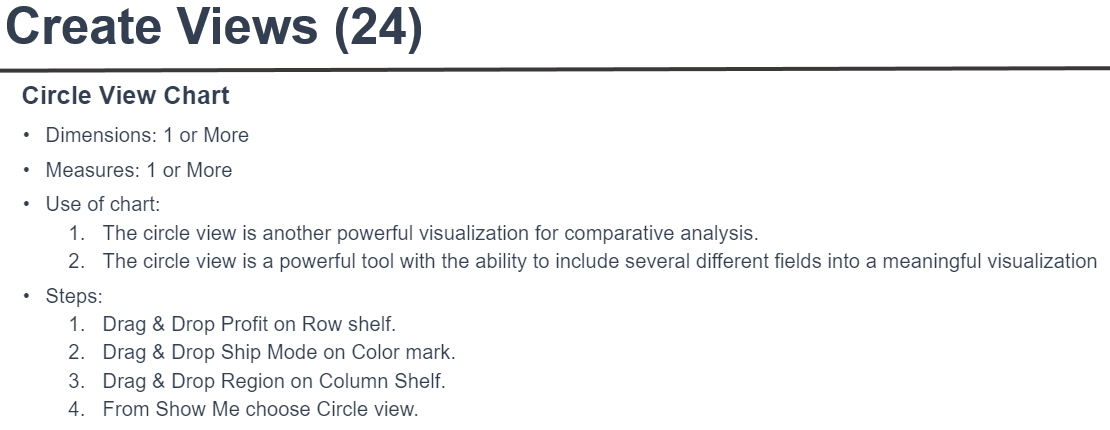 Create Views (24)
Circle View Chart
• Dimensions: 1 or More
• Measures: 1 or More
• Use of chart:
1. The circle view is another powerful visualization for comparative analysis.
2. The circle view is a powerful tool with the ability to include several different fields into a meaningful visualization
• Steps:
1. Drag & Drop Profit on Row shelf.
2. Drag & Drop Ship Mode on Color mark.
3. Drag & Drop Region on Column Shelf.
4. From Show Me choose Circle view.